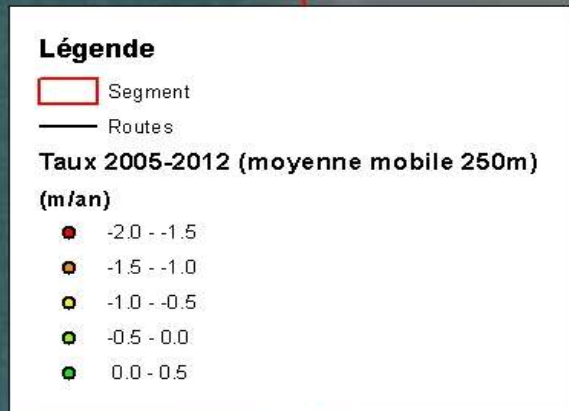 Légende
Segment
Routes
Taux 2005-2012 (moyenne mobile 250m)
(m/an)
-2.0 - -1.5
-1.5 - -1.0
-1.0 - -0.5
-0.5 - 0.0
0.0 - 0.5